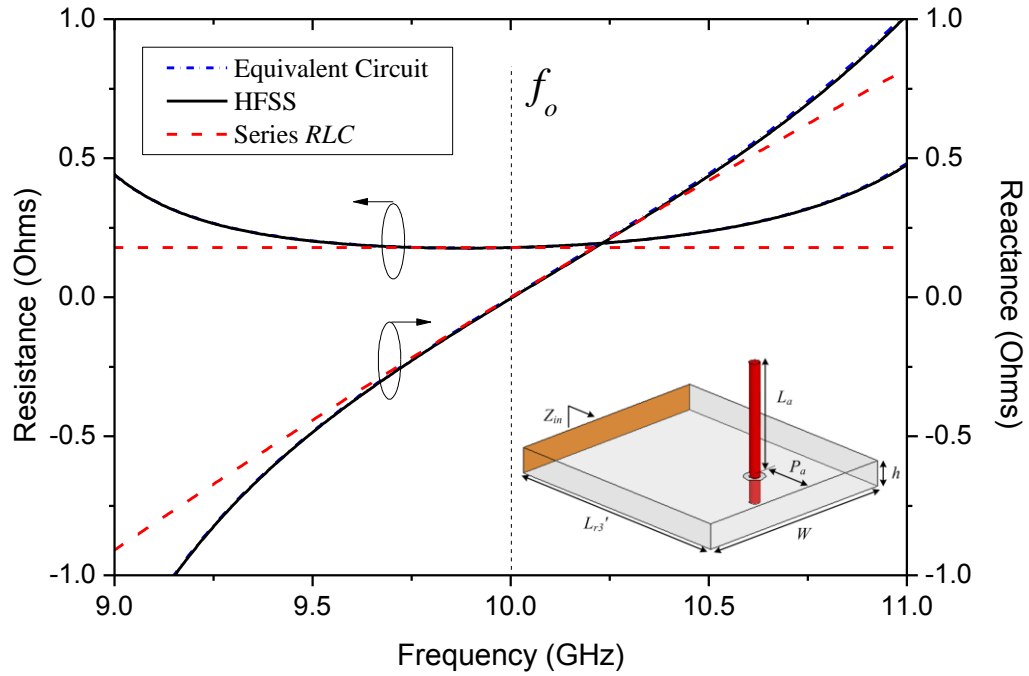 Equivalent Circuit
HFSS
Series RLC
f_o
1.0
0.5
0.0
-0.5
-1.0
Resistance (Ohms)
1.0
0.5
0.0
-0.5
-1.0
Reactance (Ohms)
Z_in
L_a
P_a
h
L_r3'
W
9.0
9.5
10.0
10.5
11.0
Frequency (GHz)